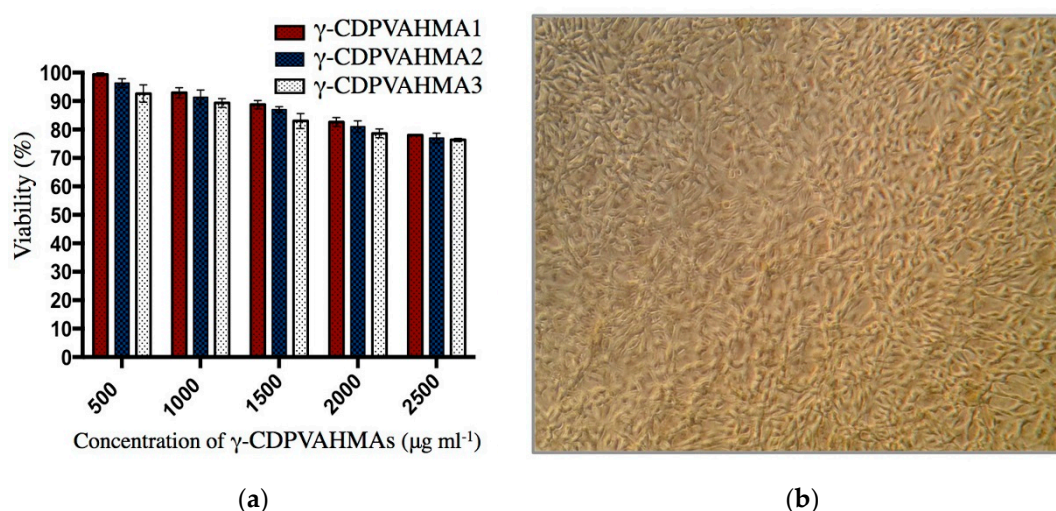 γ-CDPVAHMA1
γ-CDPVAHMA2
γ-CDPVAHMA3
Viability (%)
100
90
80
70
60
50
40
30
20
10
0
500
1000
1500
2000
2500
Concentration of γ-CDPVAHMAs (μg ml⁻¹)
(a)
(b)